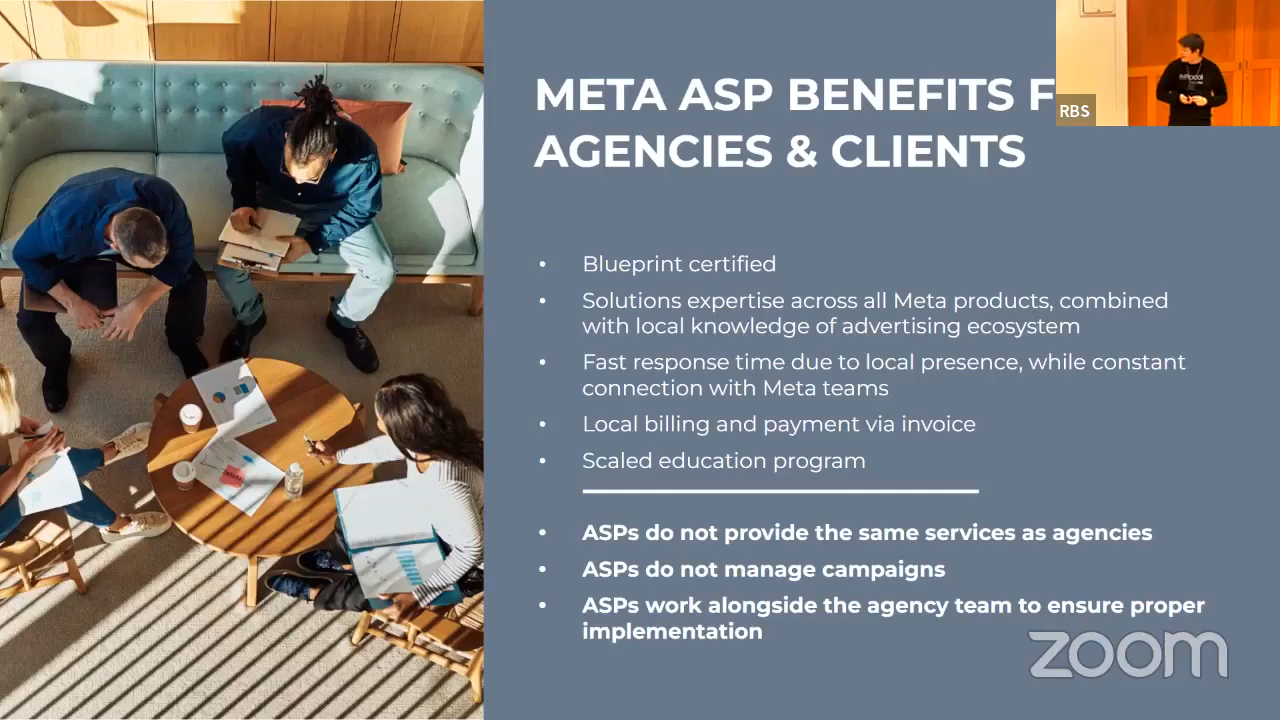 META ASP BENEFITS F
AGENCIES & CLIENTS
RBS
• Blueprint certified
• Solutions expertise across all Meta products, combined
with local knowledge of advertising ecosystem
• Fast response time due to local presence, while constant
connection with Meta teams
• Local billing and payment via invoice
• Scaled education program
• ASPs do not provide the same services as agencies
• ASPs do not manage campaigns
• ASPs work alongside the agency team to ensure proper
implementation
zoom